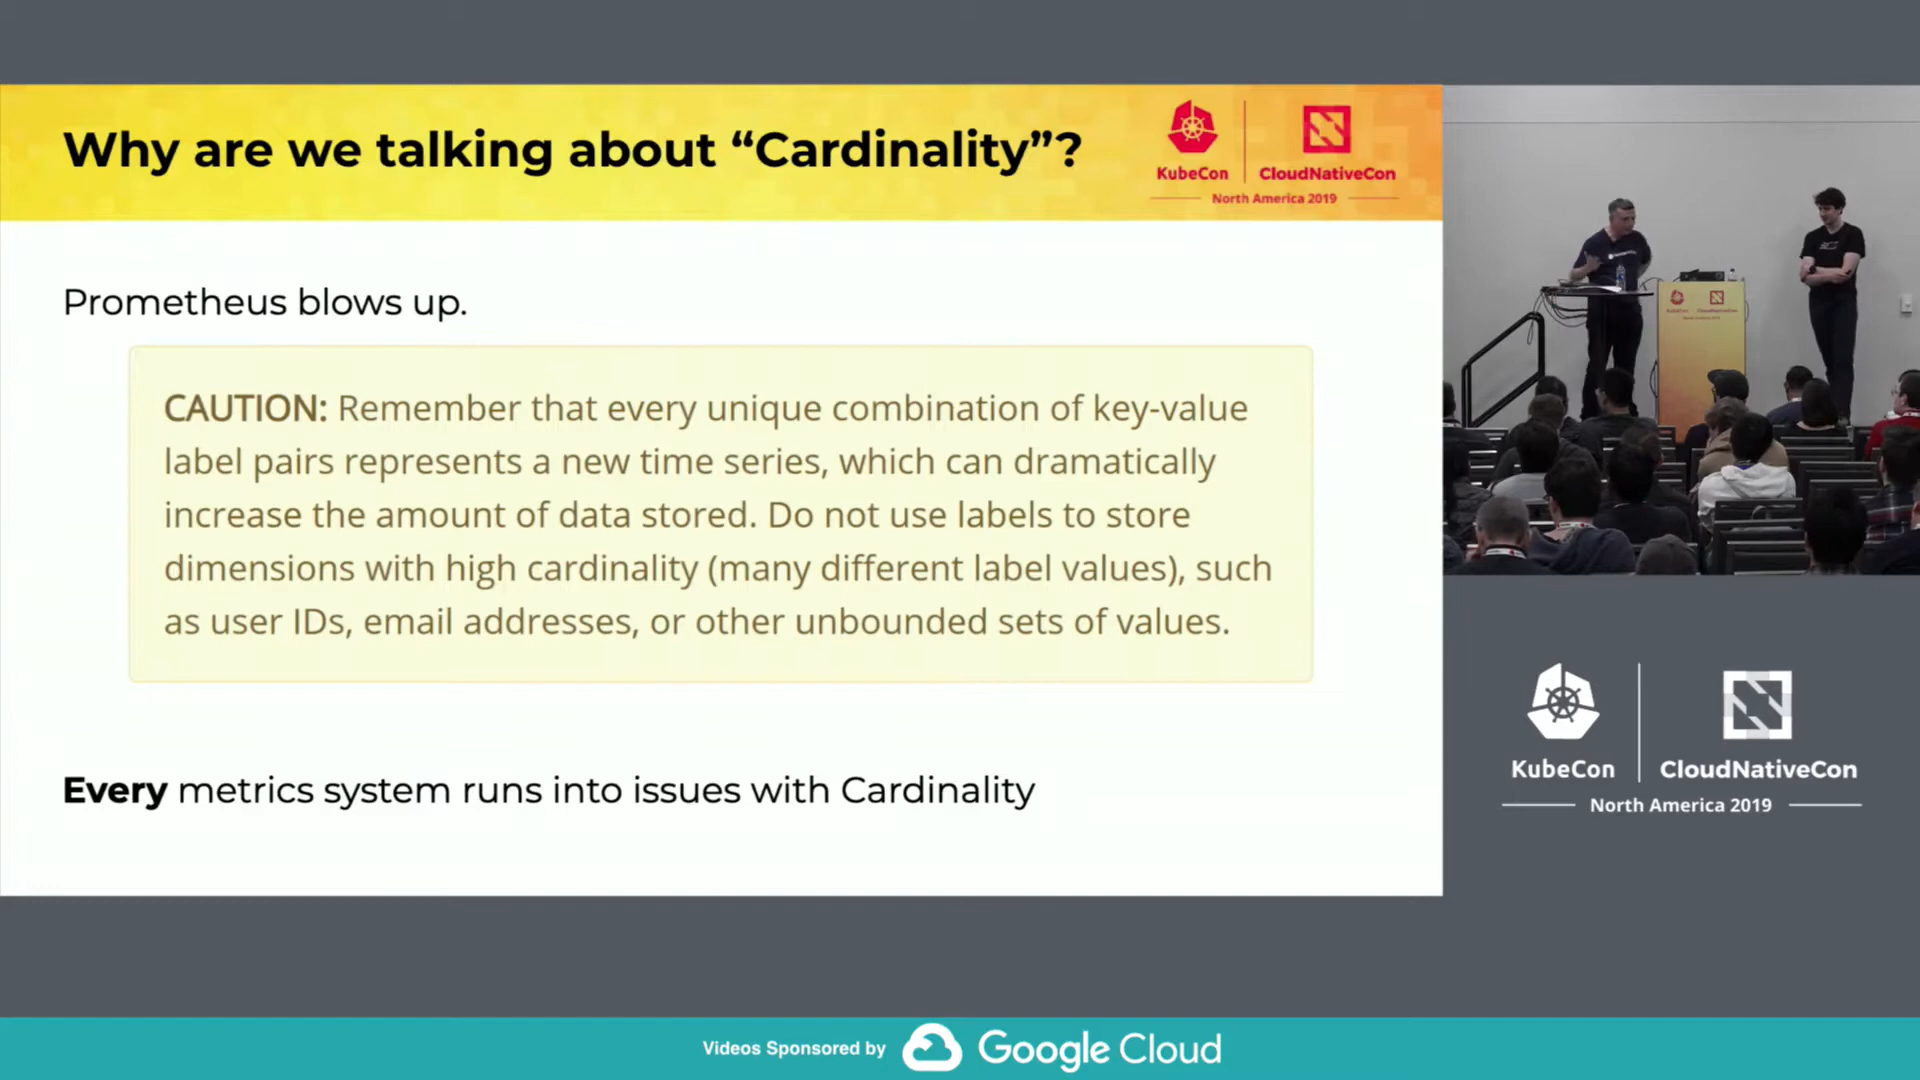 Why are we talking about “Cardinality”?
KubeCon
CloudNativeCon
North America 2019
Prometheus blows up.
CAUTION: Remember that every unique combination of key-value
label pairs represents a new time series, which can dramatically
increase the amount of data stored. Do not use labels to store
dimensions with high cardinality (many different label values), such
as user IDs, email addresses, or other unbounded sets of values.
Every metrics system runs into issues with Cardinality
KubeCon
CloudNativeCon
North America 2019
Videos Sponsored by
Google Cloud